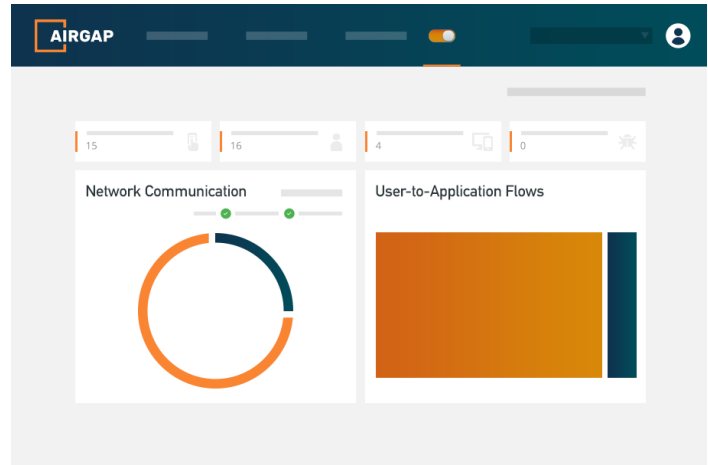 AIRGAP
15
16
4
0
Network Communication
User-to-Application Flows